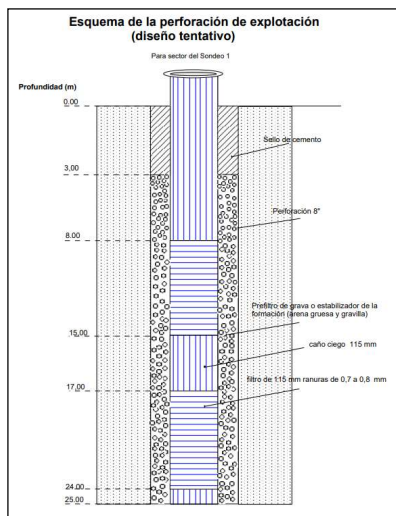 Esquema de la perforación de explotación
(diseño tentativo)
Para sector del Sondeo 1
Profundidad (m)
0.00
Sello de cemento
3,00
Perforación 8"
8.00
Prefiltro de grava o estabilizador de la
formación (arena gruesa y gravilla)
15,00
caño ciego 115 mm
filtro de 115 mm ranuras de 0,7 a 0,8 mm
17.00
24.00
25.00